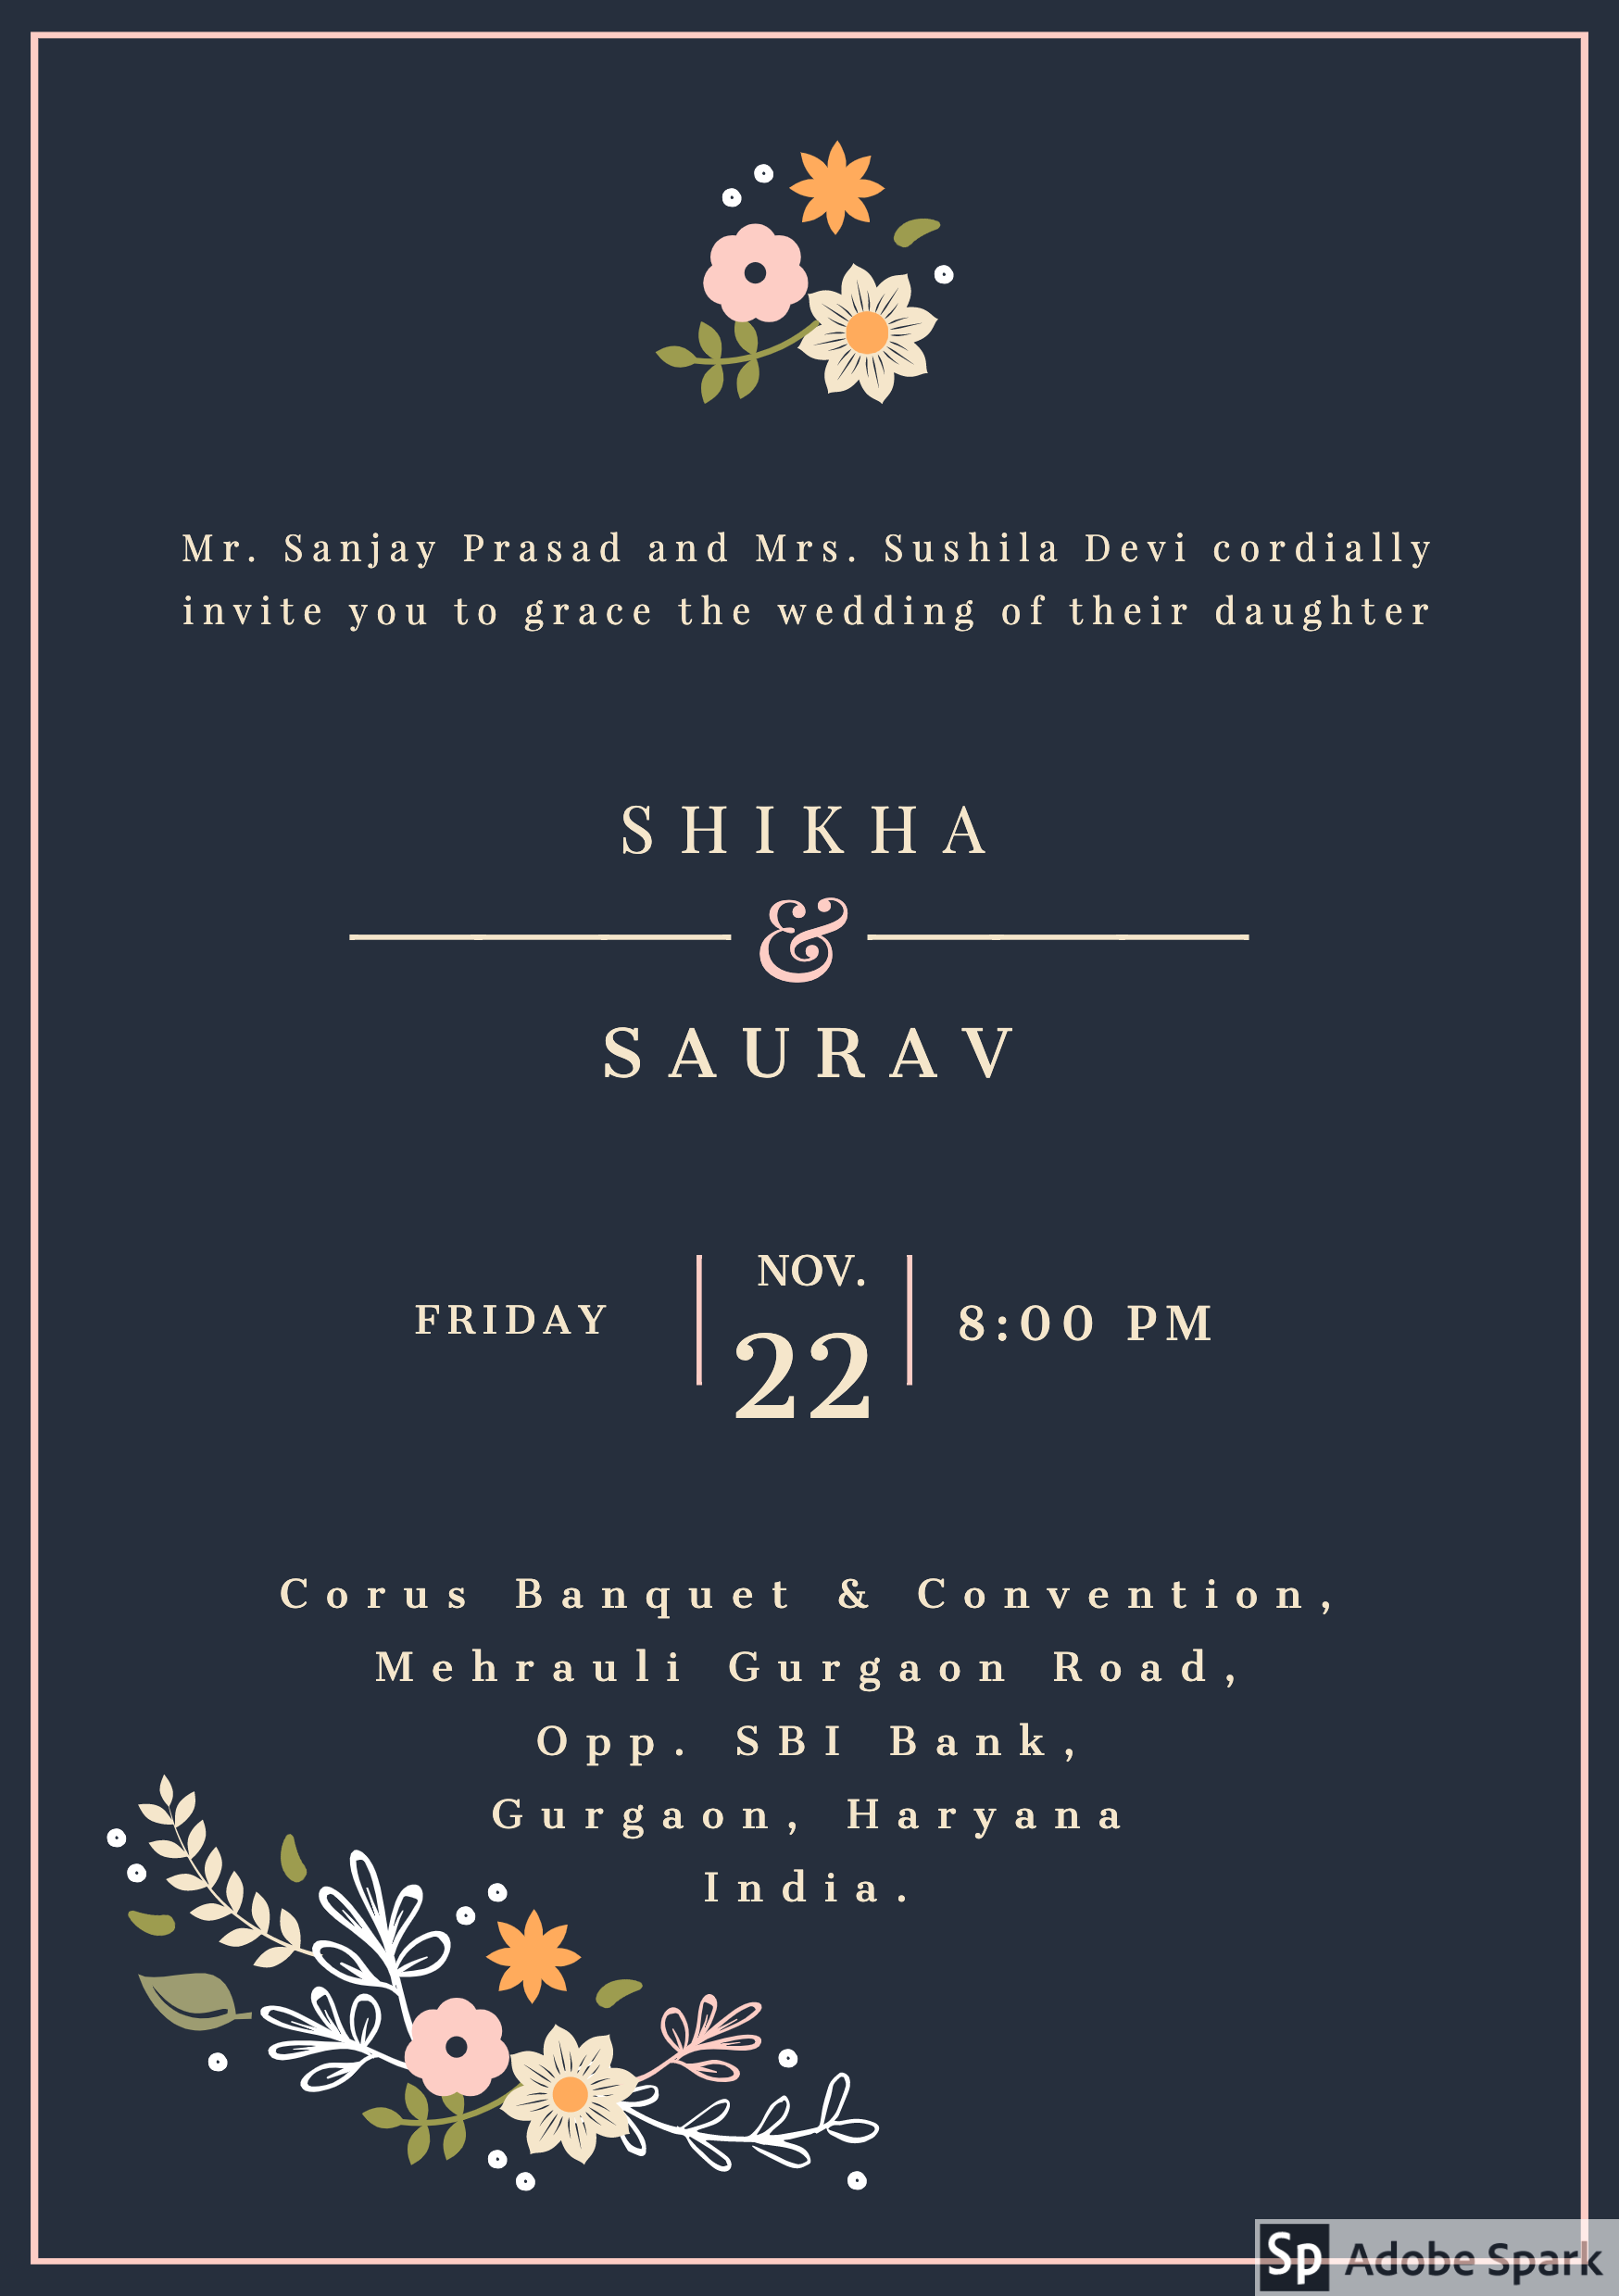 Mr. Sanjay Prasad and Mrs. Sushila Devi cordially
invite you to grace the wedding of their daughter
SHIKHA
&
SAURAV
FRIDAY
NOV.
22
8:00 PM
Corus Banquet & Convention,
Mehrauli Gurgaon Road,
Opp. SBI Bank,
Gurgaon, Haryana
India.
Sp Adobe Spark